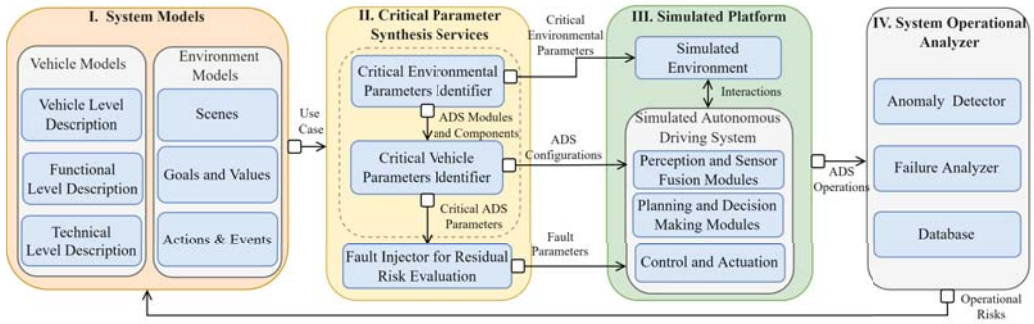 I. System Models
Vehicle Models
Vehicle Level
Description
Functional
Level Description
Technical
Level Description
Environment
Models
Scenes
Goals and Values
Actions & Events
Use
Case
II. Critical Parameter
Synthesis Services
Critical Environmental
Parameters Identifier
ADS Modules
and Components
Critical Vehicle
Parameters Identifier
Critical ADS
Parameters
Fault Injector for Residual
Risk Evaluation
Critical
Environmental
Parameters
ADS
Configurations
Fault
Parameters
III. Simulated Platform
Simulated
Environment
Interactions
Simulated Autonomous
Driving System
Perception and Sensor
Fusion Modules
Planning and Decision
Making Modules
Control and Actuation
ADS
Operations
IV. System Operational
Analyzer
Anomaly Detector
Failure Analyzer
Database
Operational
Risks